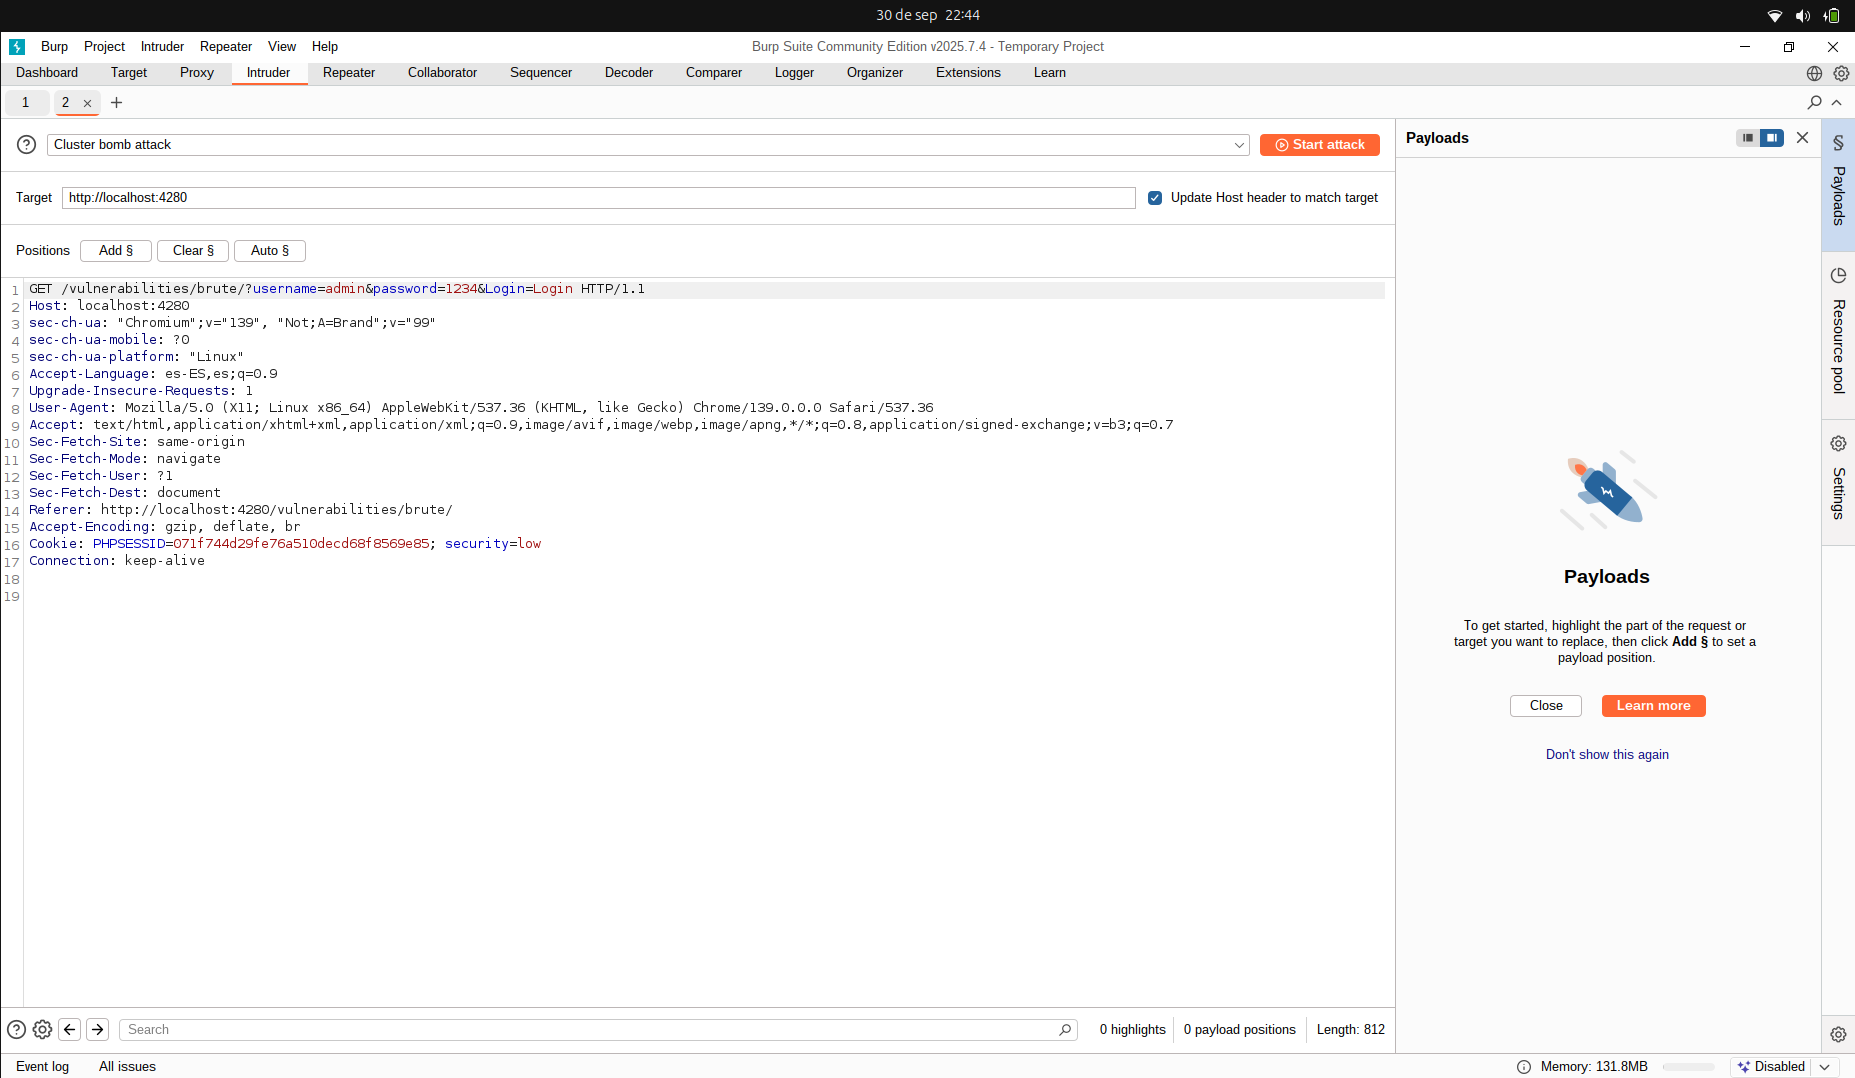 30 de sep 22:44
Burp Project Intruder Repeater View Help
Burp Suite Community Edition v2025.7.4 - Temporary Project
Dashboard Target Proxy Intruder Repeater Collaborator Sequencer Decoder Comparer Logger Organizer Extensions Learn
1 2 × +
Cluster bomb attack
Start attack
Target http://localhost:4280 Update Host header to match target
Positions Add § Clear § Auto §
1 GET /vulnerabilities/brute/?username=admin&password=1234&Login=Login HTTP/1.1
2 Host: localhost:4280
3 sec-ch-ua: "Chromium";v="139", "Not;A=Brand";v="99"
4 sec-ch-ua-mobile: ?0
5 sec-ch-ua-platform: "Linux"
6 Accept-Language: es-ES,es;q=0.9
7 Upgrade-Insecure-Requests: 1
8 User-Agent: Mozilla/5.0 (X11; Linux x86_64) AppleWebKit/537.36 (KHTML, like Gecko) Chrome/139.0.0.0 Safari/537.36
9 Accept: text/html,application/xhtml+xml,application/xml;q=0.9,image/avif,image/webp,image/apng,*/*;q=0.8,application/signed-exchange;v=b3;q=0.7
10 Sec-Fetch-Site: same-origin
11 Sec-Fetch-Mode: navigate
12 Sec-Fetch-User: ?1
13 Sec-Fetch-Dest: document
14 Referer: http://localhost:4280/vulnerabilities/brute/
15 Accept-Encoding: gzip, deflate, br
16 Cookie: PHPSESSID=071f744d29fe76a510decd68f8569e85; security=low
17 Connection: keep-alive
18
19
Payloads
Payloads
To get started, highlight the part of the request or
target you want to replace, then click Add § to set a
payload position.
Close Learn more
Don't show this again
§ Payloads
Resource pool
Settings
Search
0 highlights 0 payload positions Length: 812
Event log All issues
Memory: 131.8MB Disabled